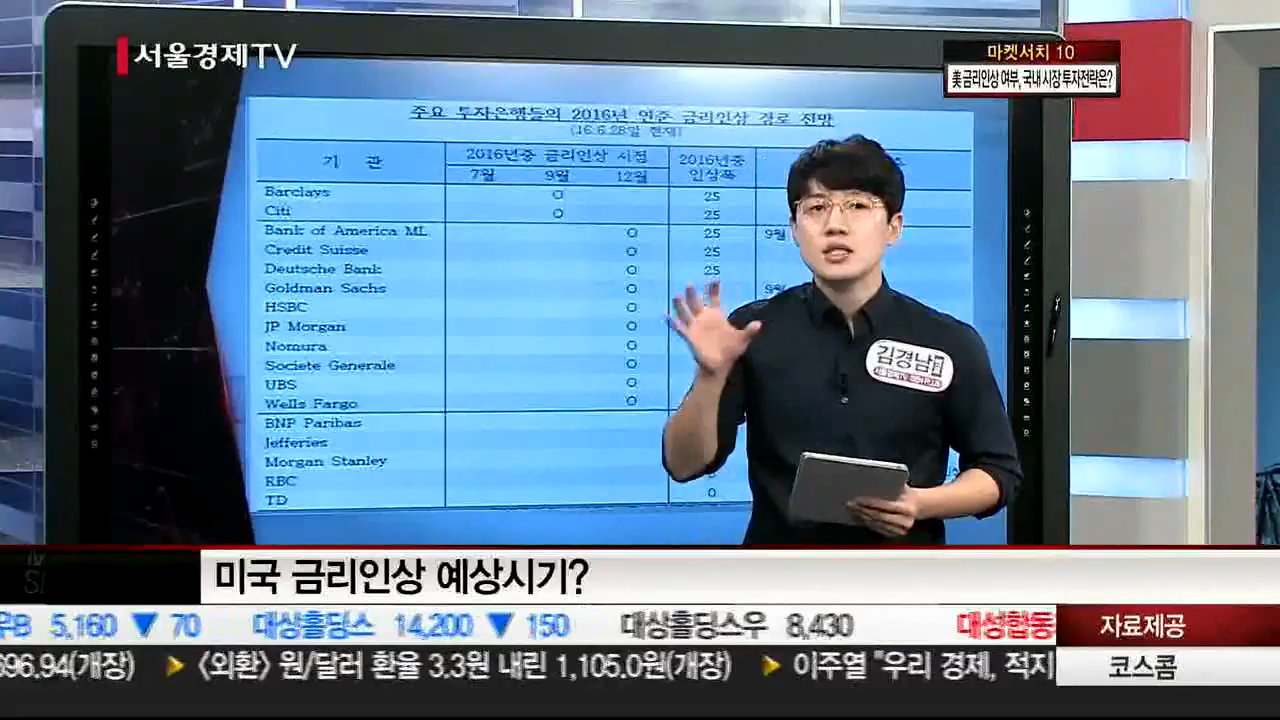 서울경제TV
마켓서치 10
美 금리인상 여부, 국내 시장 투자전략은?
주요 투자은행들의 2016년 연준 금리인상 경로 전망
(16.6.28일 현재)
기 관
2016년중 금리인상 시점
2016년중
인상폭
7월 9월 12월
Barclays O 25
Citi O 25
Bank of America ML O 25 9월
Credit Suisse O 25
Deutsche Bank O 25
Goldman Sachs O 9월
HSBC O
JP Morgan O
Nomura O
Societe Generale O
UBS O
Wells Fargo O
BNP Paribas
Jefferies
Morgan Stanley
RBC
TD 0
김경남
미국 금리인상 예상시기?
우B 5,160 ▼ 70 대상홀딩스 14,200 ▼ 150 대상홀딩스우 8,430 대성합동
자료제공
696.94(개장) ▶ <외환> 원/달러 환율 3.3원 내린 1,105.0원(개장) ▶ 이주열 "우리 경제, 적지
코스콤